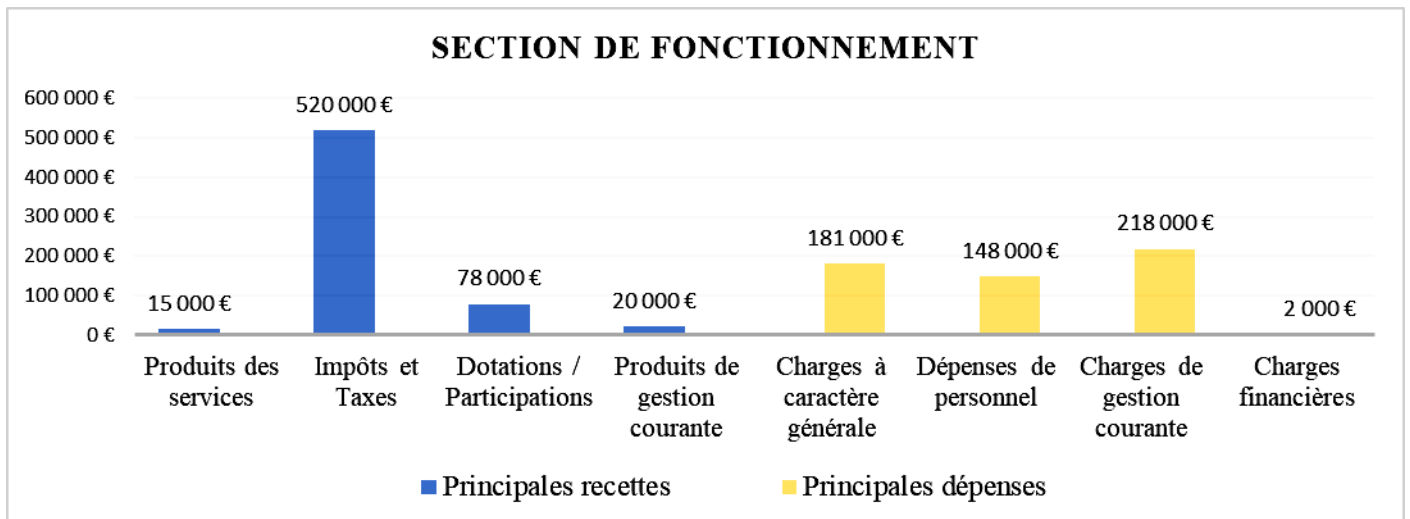 SECTION DE FONCTIONNEMENT
600 000 €
500 000 €
400 000 €
300 000 €
200 000 €
100 000 €
0 €
15 000 €
520 000 €
78 000 €
20 000 €
181 000 €
148 000 €
218 000 €
2 000 €
Produits des
services
Impôts et
Taxes
Dotations /
Participations
Produits de
gestion
courante
Charges à
caractère
générale
Dépenses de
personnel
Charges de
gestion
courante
Charges
financières
Principales recettes
Principales dépenses